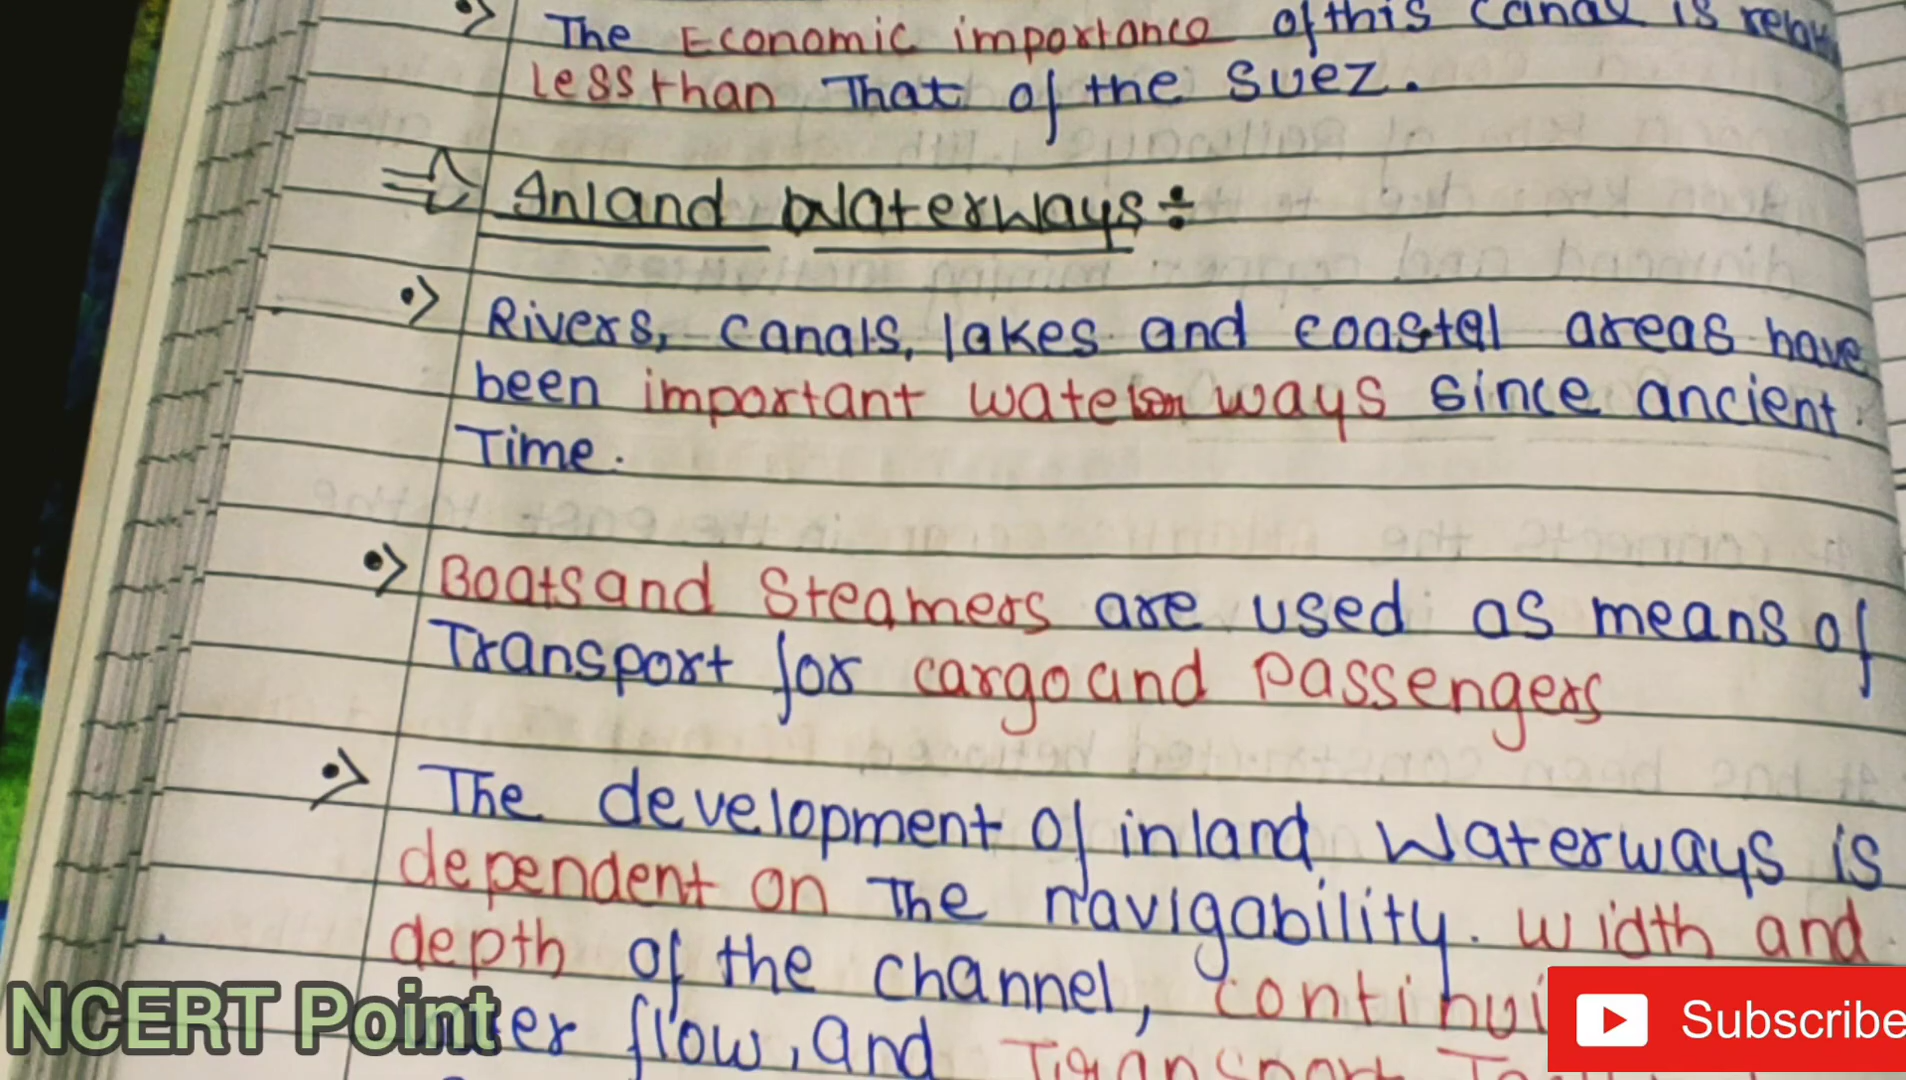 •> The Economic importance of this Canal is
less than That of the Suez.
⇒ Inland Waterways÷
•> Rivers, Canals, lakes and coastal areas have
been important water ways since ancient
Time.
•> Boats and Steamers are used as means of
Transport for cargo and Passengers
•> The development of inland Waterways is
dependent on The navigability. width and
depth of the channel,
flow, and Transport
NCERT Point
Subscribe